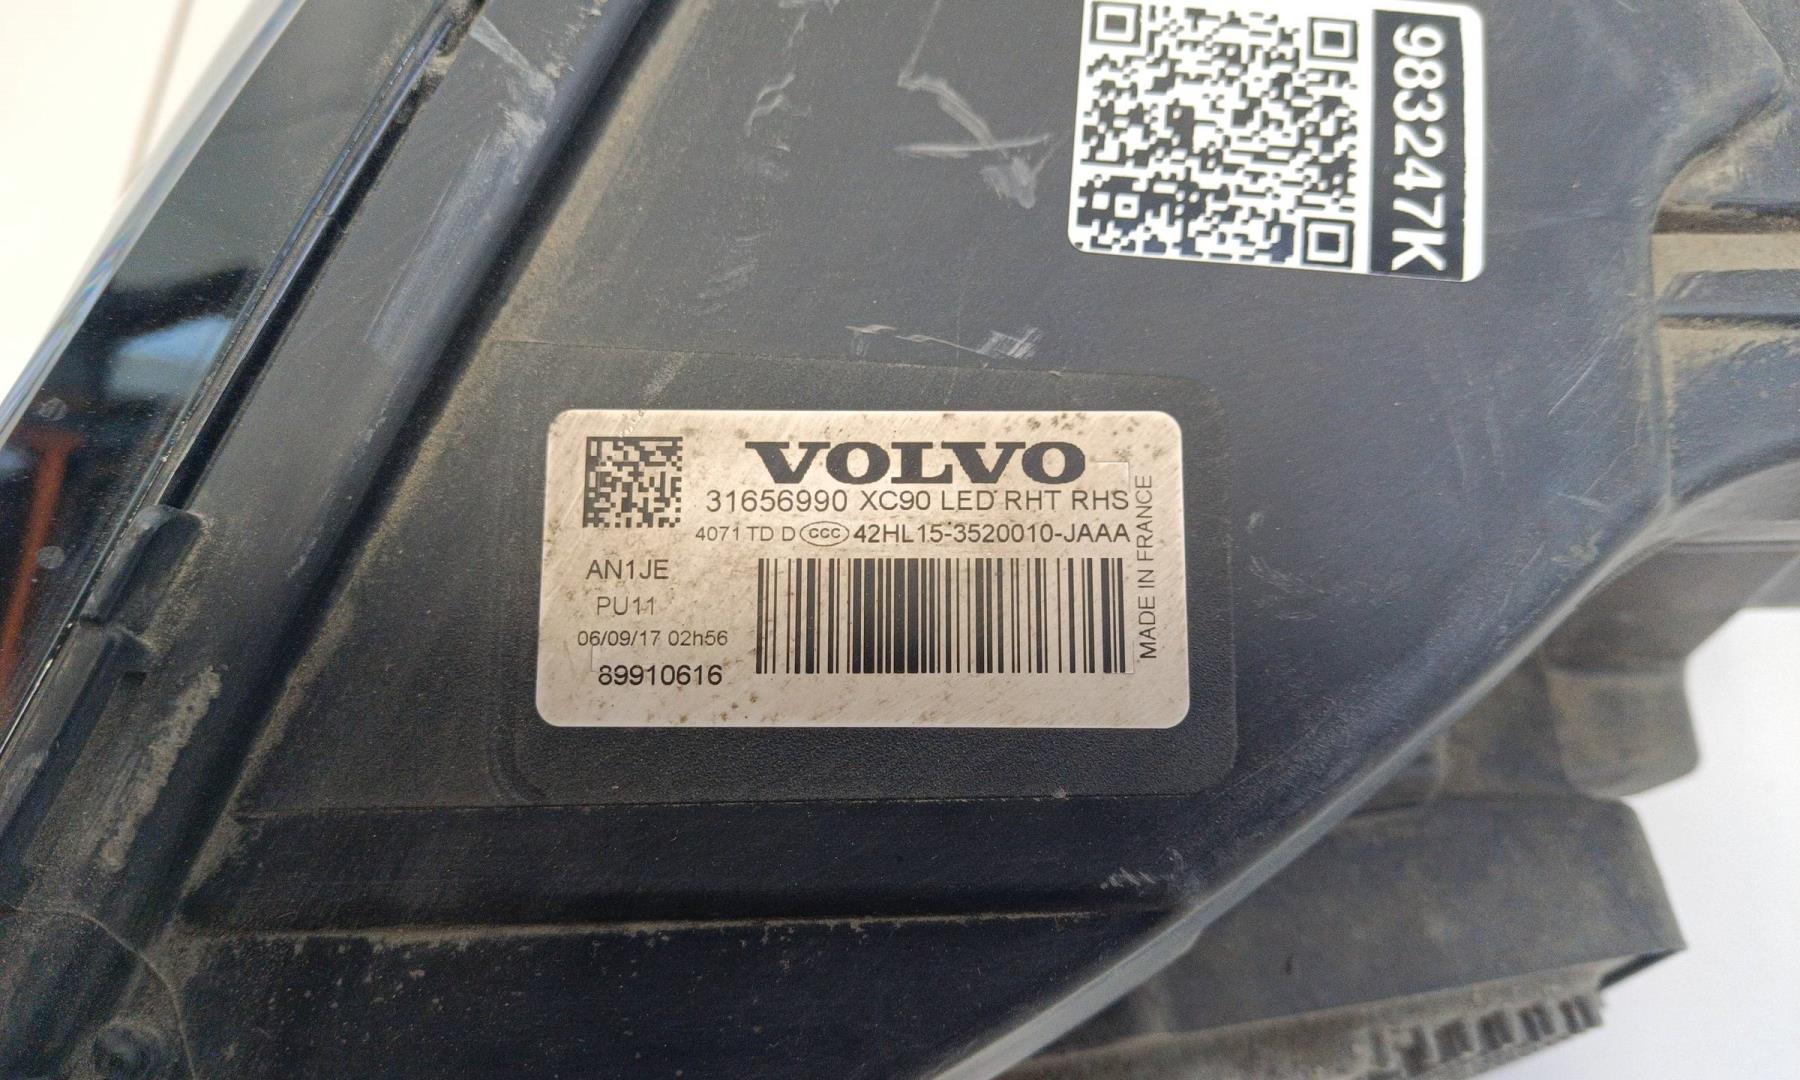 983247K
VOLVO
31656990 XC90 LED RHT RHS
4071 TD D CCC 42HL15-3520010-JAAA
AN1JE
PU11
06/09/17 02h56
89910616
MADE IN FRANCE